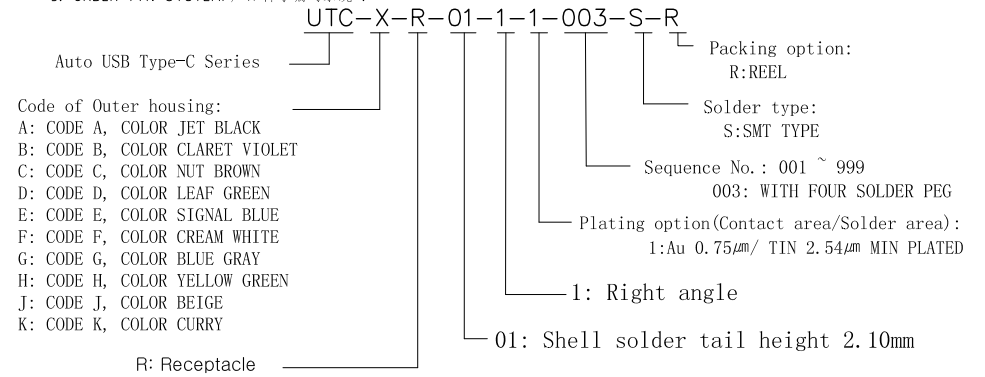 UTC-X-R-01-1-1-003-S-R
Auto USB Type-C Series
Packing option:
R:REEL
Solder type:
S:SMT TYPE
Code of Outer housing:
A: CODE A, COLOR JET BLACK
B: CODE B, COLOR CLARET VIOLET
C: CODE C, COLOR NUT BROWN
D: CODE D, COLOR LEAF GREEN
E: CODE E, COLOR SIGNAL BLUE
F: CODE F, COLOR CREAM WHITE
G: CODE G, COLOR BLUE GRAY
H: CODE H, COLOR YELLOW GREEN
J: CODE J, COLOR BEIGE
K: CODE K, COLOR CURRY
Sequence No.: 001 ~ 999
003: WITH FOUR SOLDER PEG
Plating option(Contact area/Solder area):
1:Au 0.75μm/ TIN 2.54μm MIN PLATED
1: Right angle
01: Shell solder tail height 2.10mm
R: Receptacle